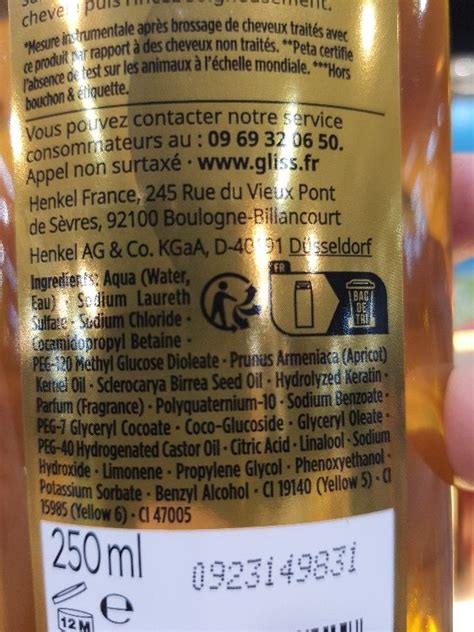 cheveux puis rincez soigneusement.
*Mesure instrumentale après brossage de cheveux traités avec
ce produit par rapport à des cheveux non traités. **Peta certifie
l'absence de test sur les animaux à l'échelle mondiale. ***Hors
bouchon & étiquette.
Vous pouvez contacter notre service
consommateurs au : 09 69 32 06 50.
Appel non surtaxé · www.gliss.fr
Henkel France, 245 Rue du Vieux Pont
de Sèvres, 92100 Boulogne-Billancourt
Henkel AG & Co. KGaA, D-40191 Düsseldorf
Ingredients: Aqua (Water,
Eau) · Sodium Laureth
Sulfate · Sodium Chloride ·
Cocamidopropyl Betaine ·
FR
BAC
DE
TRI
PEG-120 Methyl Glucose Dioleate · Prunus Armeniaca (Apricot)
Kernel Oil · Sclerocarya Birrea Seed Oil · Hydrolyzed Keratin ·
Parfum (Fragrance) · Polyquaternium-10 · Sodium Benzoate ·
PEG-7 Glyceryl Cocoate · Coco-Glucoside · Glyceryl Oleate ·
PEG-40 Hydrogenated Castor Oil · Citric Acid · Linalool · Sodium
Hydroxide · Limonene · Propylene Glycol · Phenoxyethanol ·
Potassium Sorbate · Benzyl Alcohol · CI 19140 (Yellow 5) · CI
15985 (Yellow 6) · CI 47005
250 ml
0923149831
12 M
e